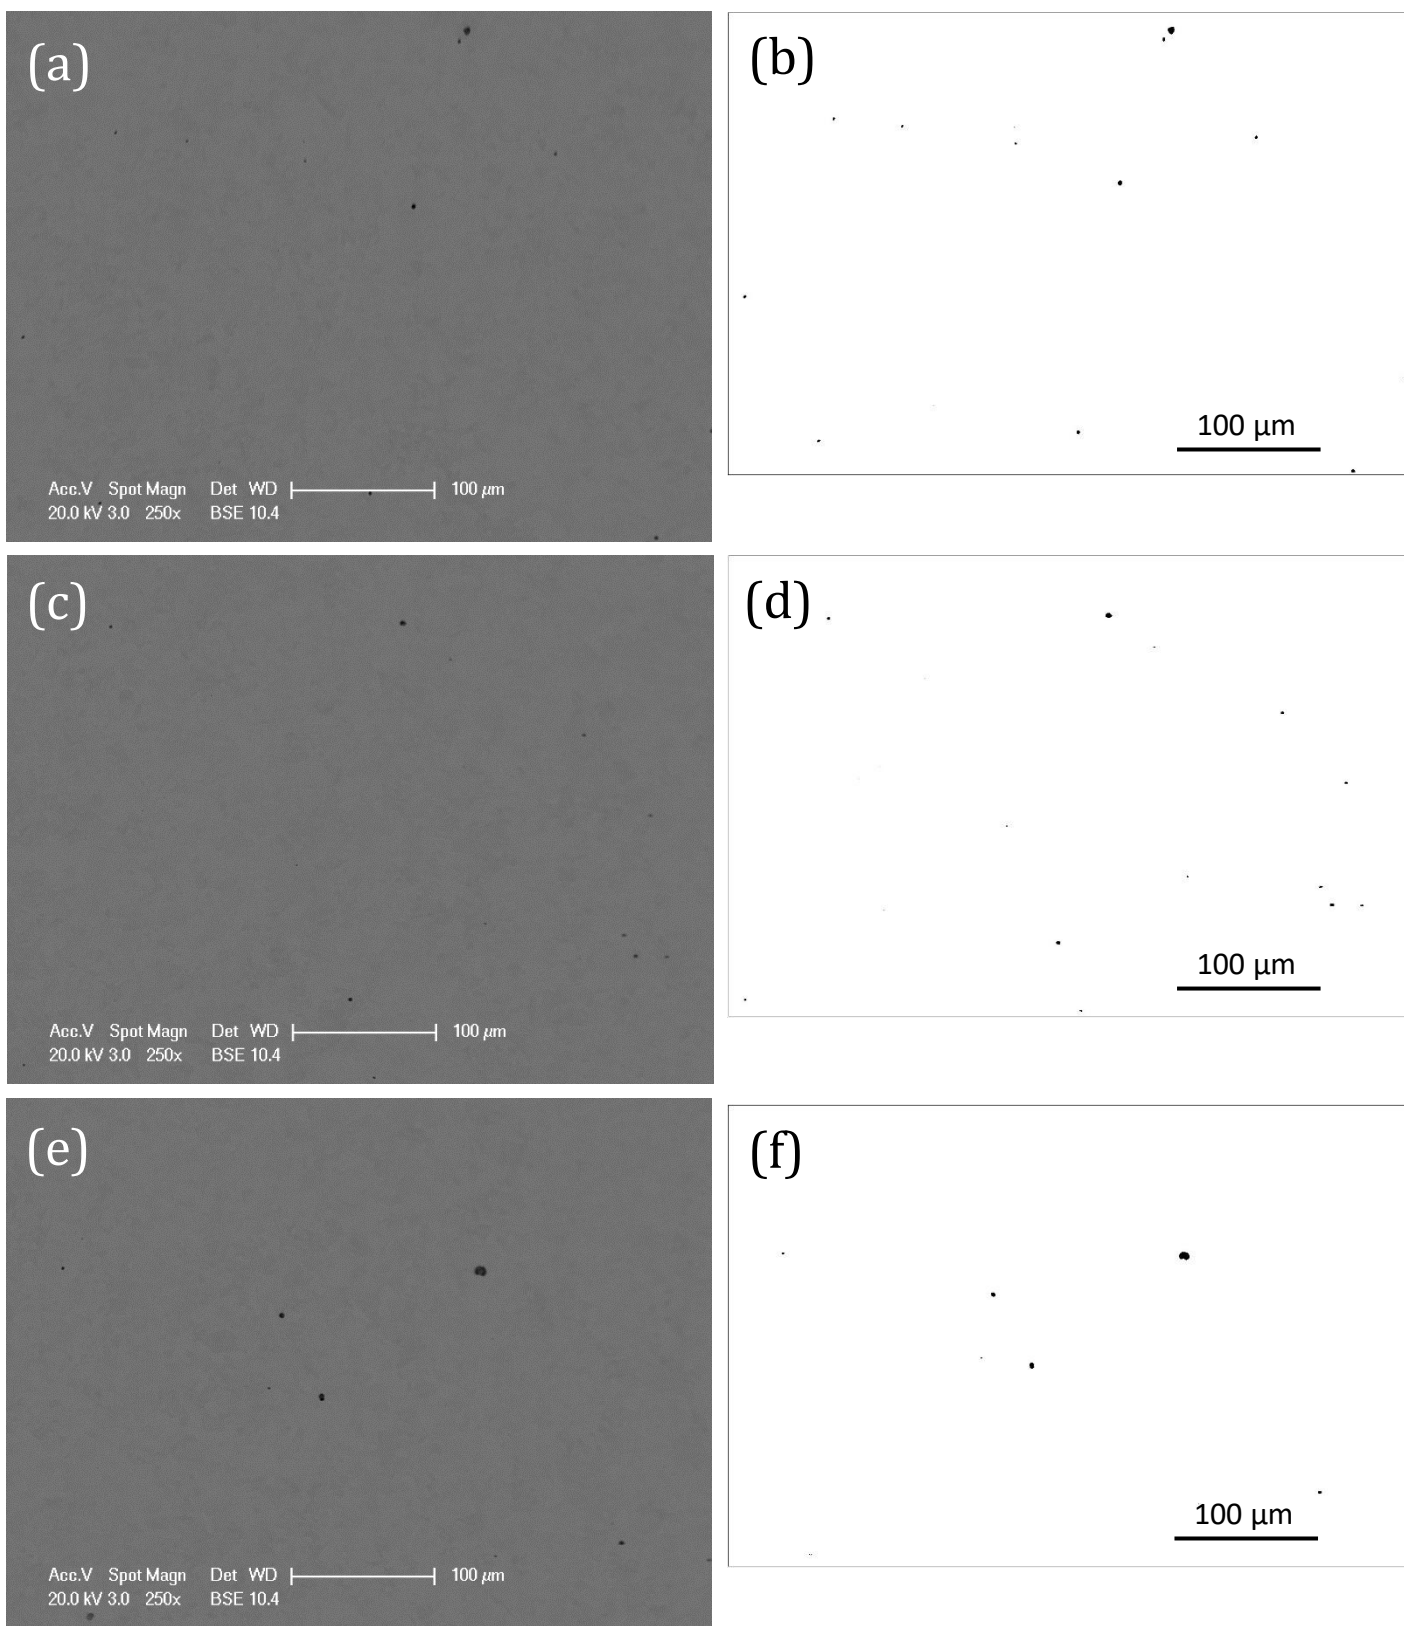 (a)
Acc.V Spot Magn Det WD 100 µm
20.0 kV 3.0 250x BSE 10.4
(b)
100 µm
(c)
Acc.V Spot Magn Det WD 100 µm
20.0 kV 3.0 250x BSE 10.4
(d)
100 µm
(e)
Acc.V Spot Magn Det WD 100 µm
20.0 kV 3.0 250x BSE 10.4
(f)
100 µm